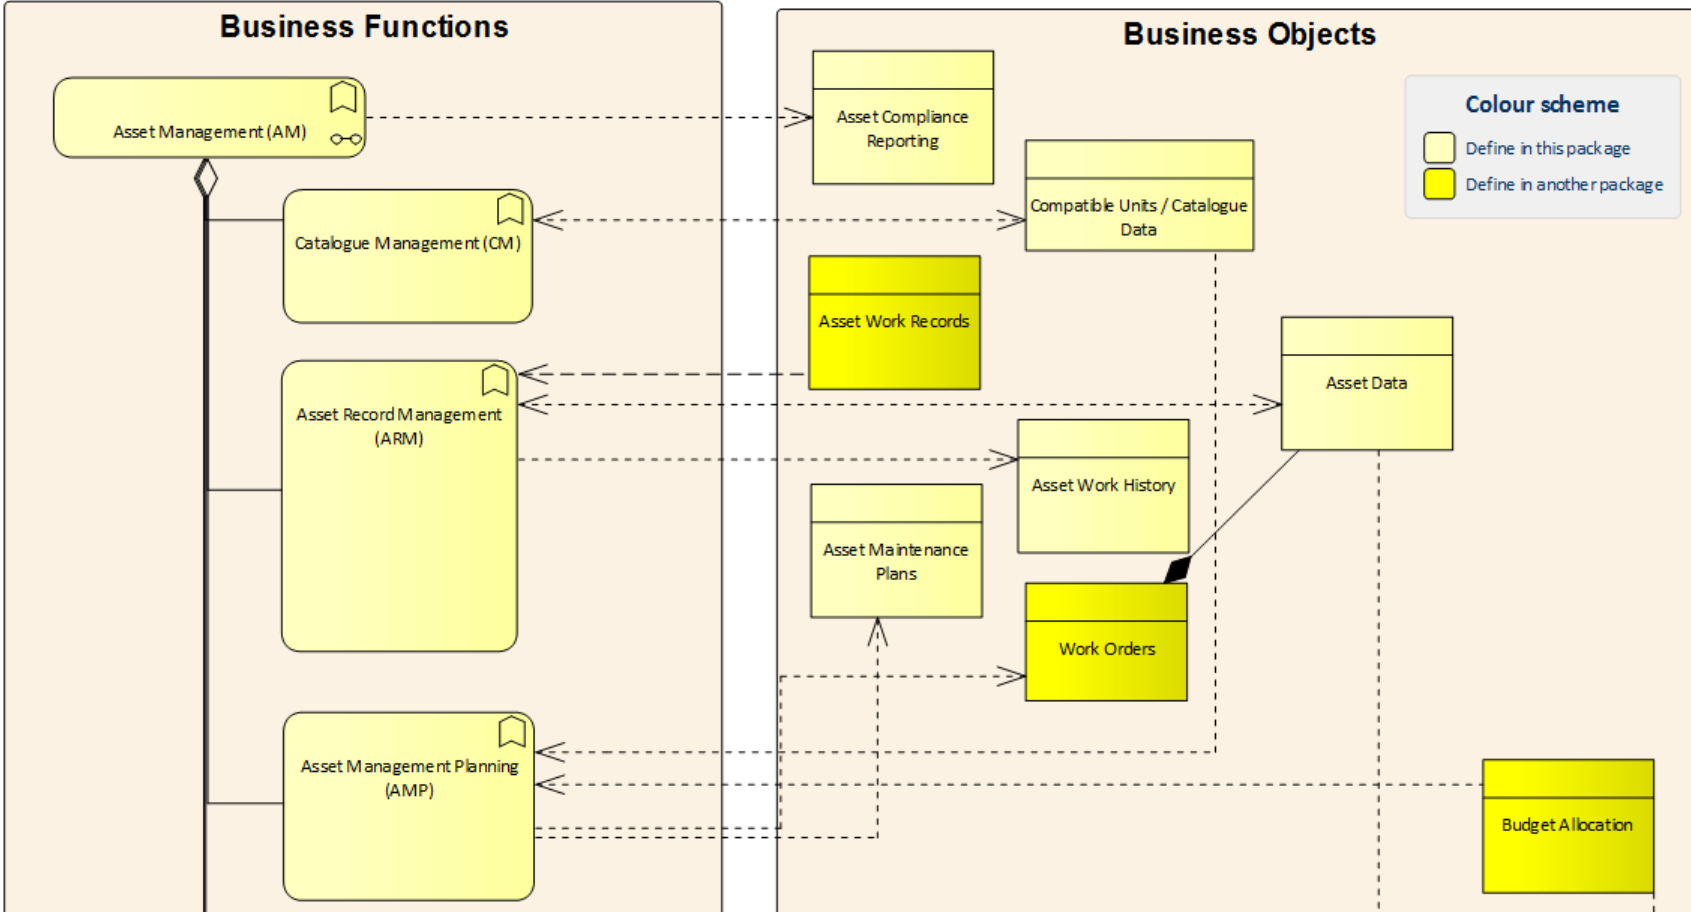 Business Functions
Asset Management (AM)
Catalogue Management (CM)
Asset Record Management
(ARM)
Asset Management Planning
(AMP)
Business Objects
Colour scheme
Define in this package
Define in another package
Asset Compliance
Reporting
Compatible Units / Catalogue
Data
Asset Work Records
Asset Data
Asset Work History
Asset Maintenance
Plans
Work Orders
Budget Allocation